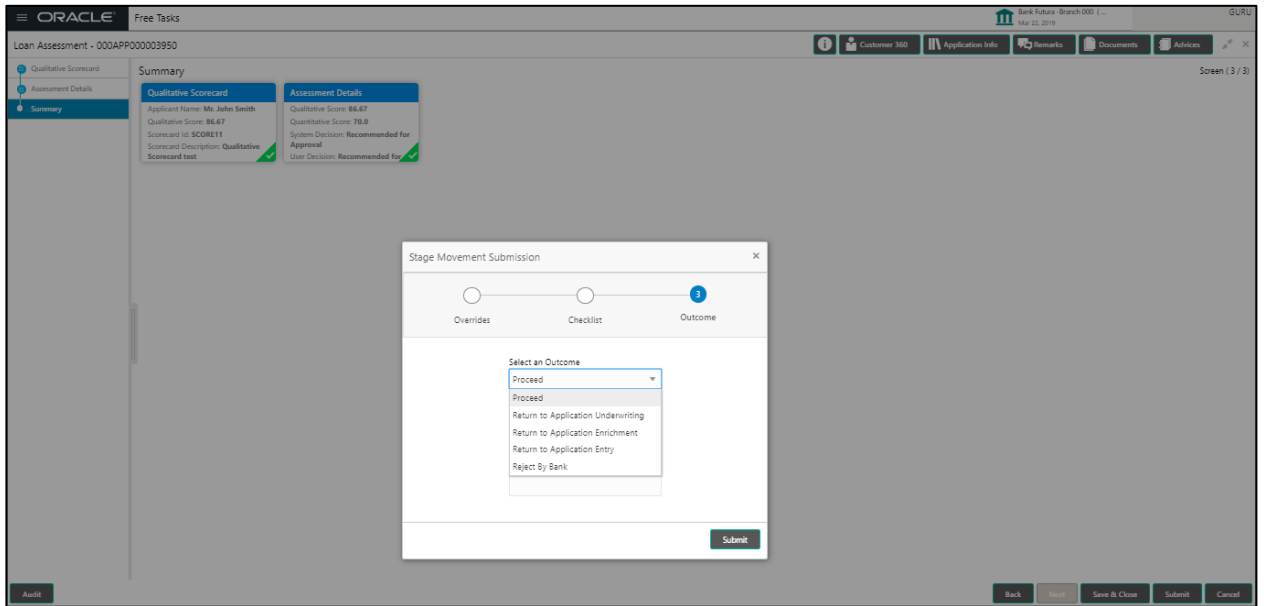 ORACLE
Free Tasks
Bank Futura -Branch 000 ( ...
Mar 22, 2019
GURU
Loan Assessment - 000APP000003950
Customer 360
Application Info
Remarks
Documents
Advices
Qualitative Scorecard
Assessment Details
Summary
Summary
Screen ( 3 / 3)
Qualitative Scorecard
Applicant Name: Mr. John Smith
Qualitative Score: 86.67
Scorecard Id: SCORE11
Scorecard Description: Qualitative
Scorecard test
Assessment Details
Qualitative Score: 86.67
Quantitative Score: 70.0
System Decision: Recommended for
Approval
User Decision: Recommended for
Stage Movement Submission
3
Overrides
Checklist
Outcome
Select an Outcome
Proceed
Proceed
Return to Application Underwriting
Return to Application Enrichment
Return to Application Entry
Reject By Bank
Submit
Audit
Back
Next
Save & Close
Submit
Cancel